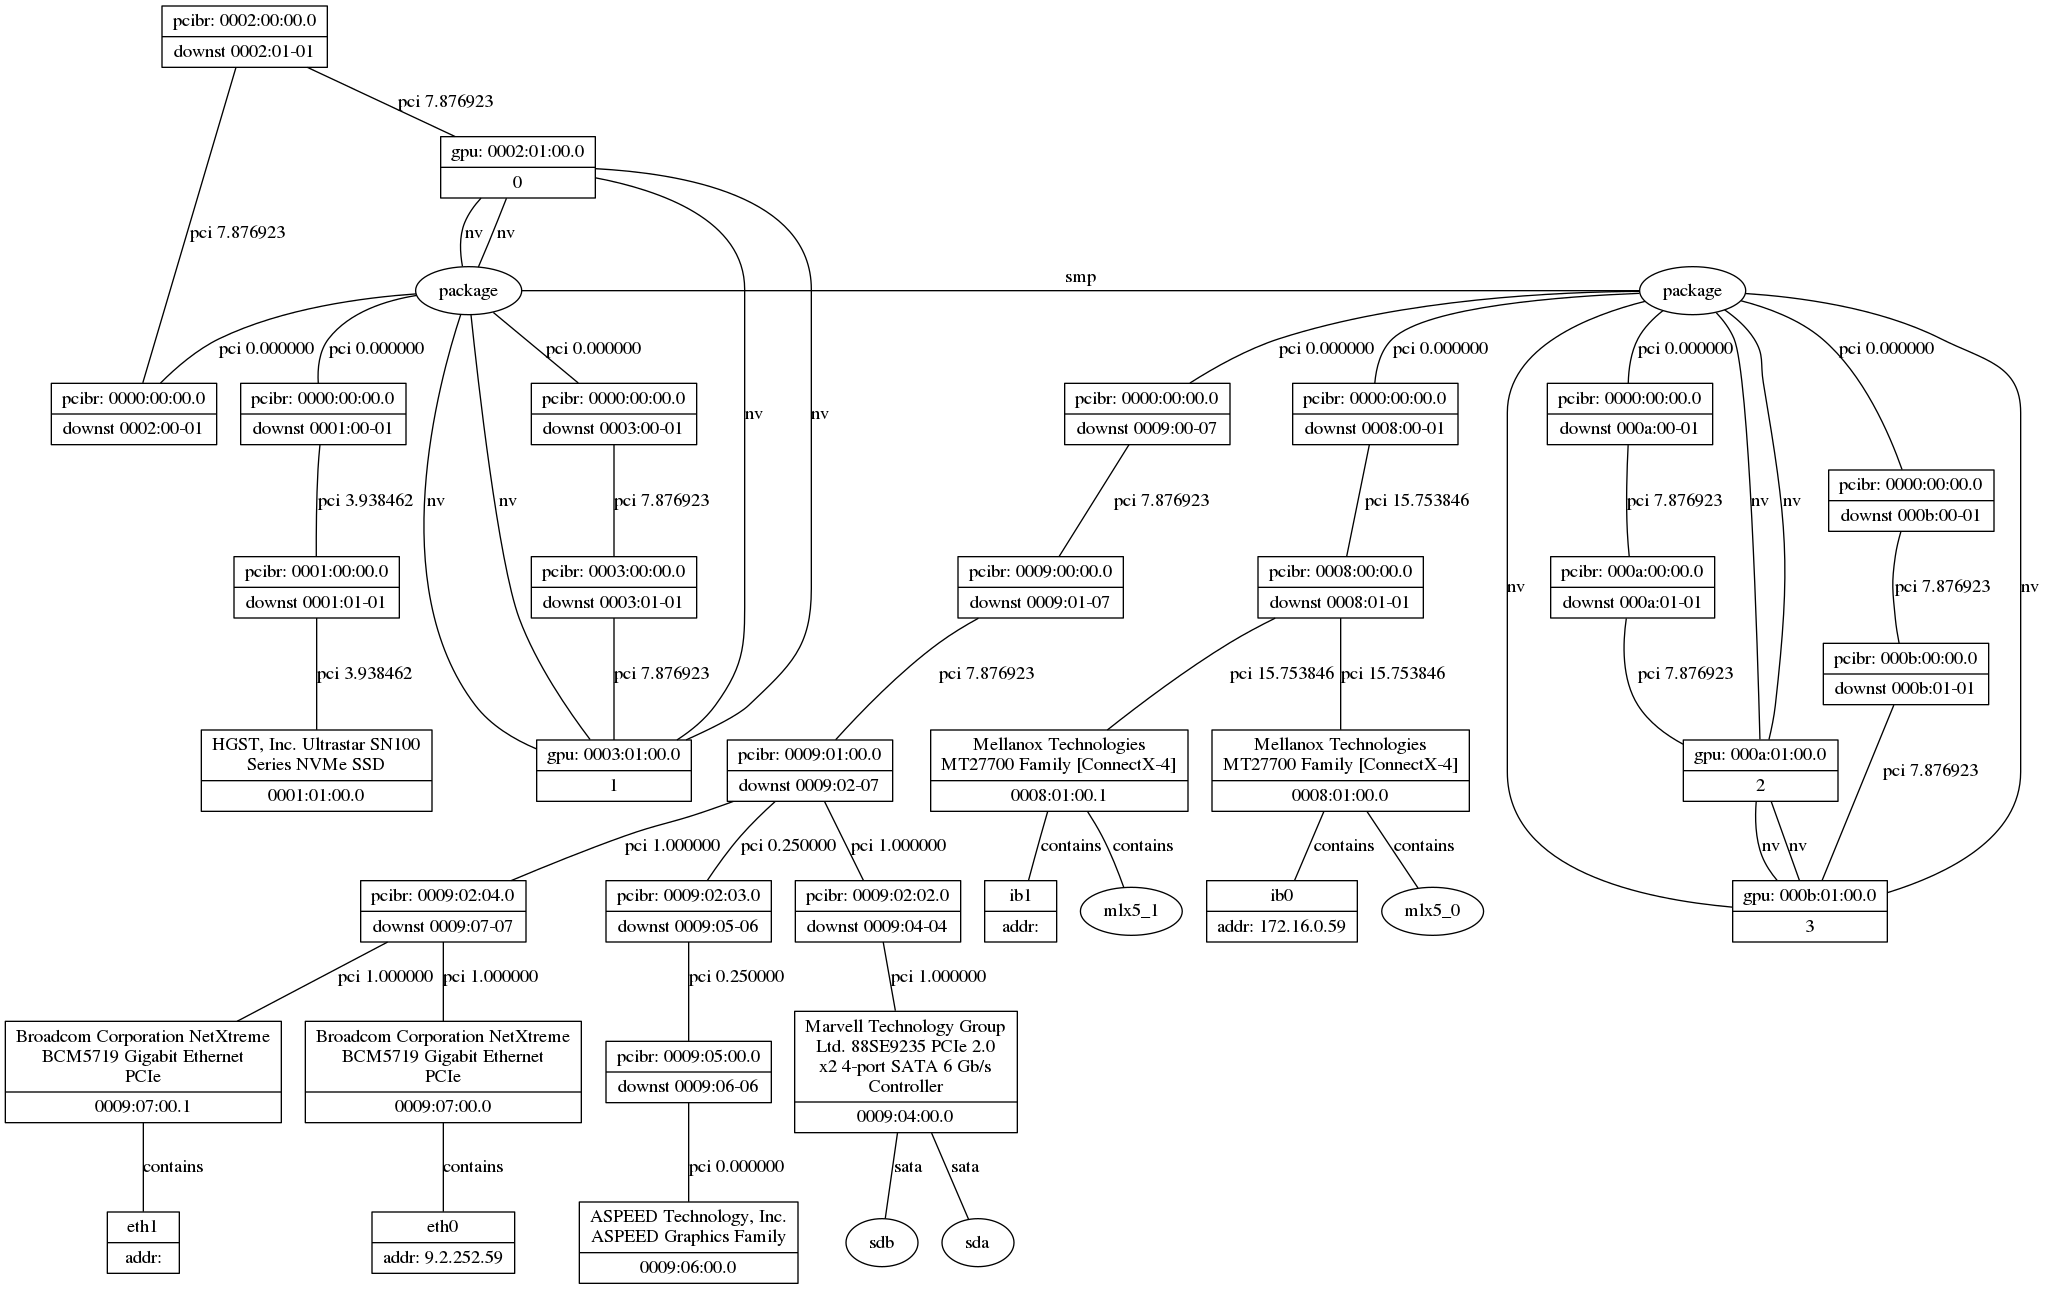 pcibr: 0002:00:00.0
downst 0002:01-01
pci 7.876923
gpu: 0002:01:00.0
0
pci 7.876923
nv
nv
package
smp
package
pci 0.000000
pci 0.000000
pci 0.000000
pci 0.000000
pci 0.000000
pci 0.000000
pci 0.000000
pcibr: 0000:00:00.0
downst 0002:00-01
pcibr: 0000:00:00.0
downst 0001:00-01
pcibr: 0000:00:00.0
downst 0003:00-01
nv
nv
pcibr: 0000:00:00.0
downst 0009:00-07
pcibr: 0000:00:00.0
downst 0008:00-01
pcibr: 0000:00:00.0
downst 000a:00-01
pcibr: 0000:00:00.0
downst 000b:00-01
pci 3.938462
nv
nv
pci 7.876923
pci 7.876923
pci 15.753846
pci 7.876923
nv
nv
pcibr: 0001:00:00.0
downst 0001:01-01
pcibr: 0003:00:00.0
downst 0003:01-01
pcibr: 0009:00:00.0
downst 0009:01-07
pcibr: 0008:00:00.0
downst 0008:01-01
nv
pcibr: 000a:00:00.0
downst 000a:01-01
pci 7.876923
nv
pci 3.938462
pci 7.876923
pci 7.876923
pci 15.753846
pci 15.753846
pci 7.876923
pcibr: 000b:00:00.0
downst 000b:01-01
HGST, Inc. Ultrastar SN100
Series NVMe SSD
0001:01:00.0
gpu: 0003:01:00.0
1
pcibr: 0009:01:00.0
downst 0009:02-07
Mellanox Technologies
MT27700 Family [ConnectX-4]
0008:01:00.1
Mellanox Technologies
MT27700 Family [ConnectX-4]
0008:01:00.0
gpu: 000a:01:00.0
2
pci 7.876923
pci 1.000000
pci 0.250000
pci 1.000000
contains
contains
contains
contains
nv
nv
pcibr: 0009:02:04.0
downst 0009:07-07
pcibr: 0009:02:03.0
downst 0009:05-06
pcibr: 0009:02:02.0
downst 0009:04-04
ib1
addr:
mlx5_1
ib0
addr: 172.16.0.59
mlx5_0
gpu: 000b:01:00.0
3
pci 1.000000
pci 1.000000
pci 0.250000
pci 1.000000
Broadcom Corporation NetXtreme
BCM5719 Gigabit Ethernet
PCIe
0009:07:00.1
Broadcom Corporation NetXtreme
BCM5719 Gigabit Ethernet
PCIe
0009:07:00.0
pcibr: 0009:05:00.0
downst 0009:06-06
Marvell Technology Group
Ltd. 88SE9235 PCIe 2.0
x2 4-port SATA 6 Gb/s
Controller
0009:04:00.0
contains
contains
pci 0.000000
sata
sata
eth1
addr:
eth0
addr: 9.2.252.59
ASPEED Technology, Inc.
ASPEED Graphics Family
0009:06:00.0
sdb
sda